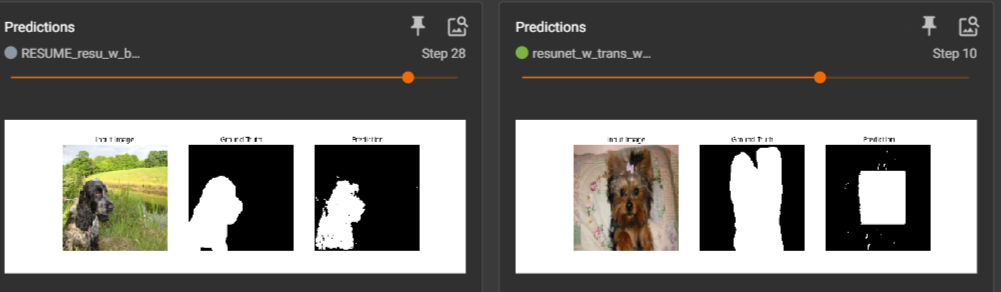 Predictions
RESUME_resu_w_b...
Step 28
Input Image
Ground Truth
Prediction
Predictions
resunet_w_trans_w...
Step 10
Input Image
Ground Truth
Prediction